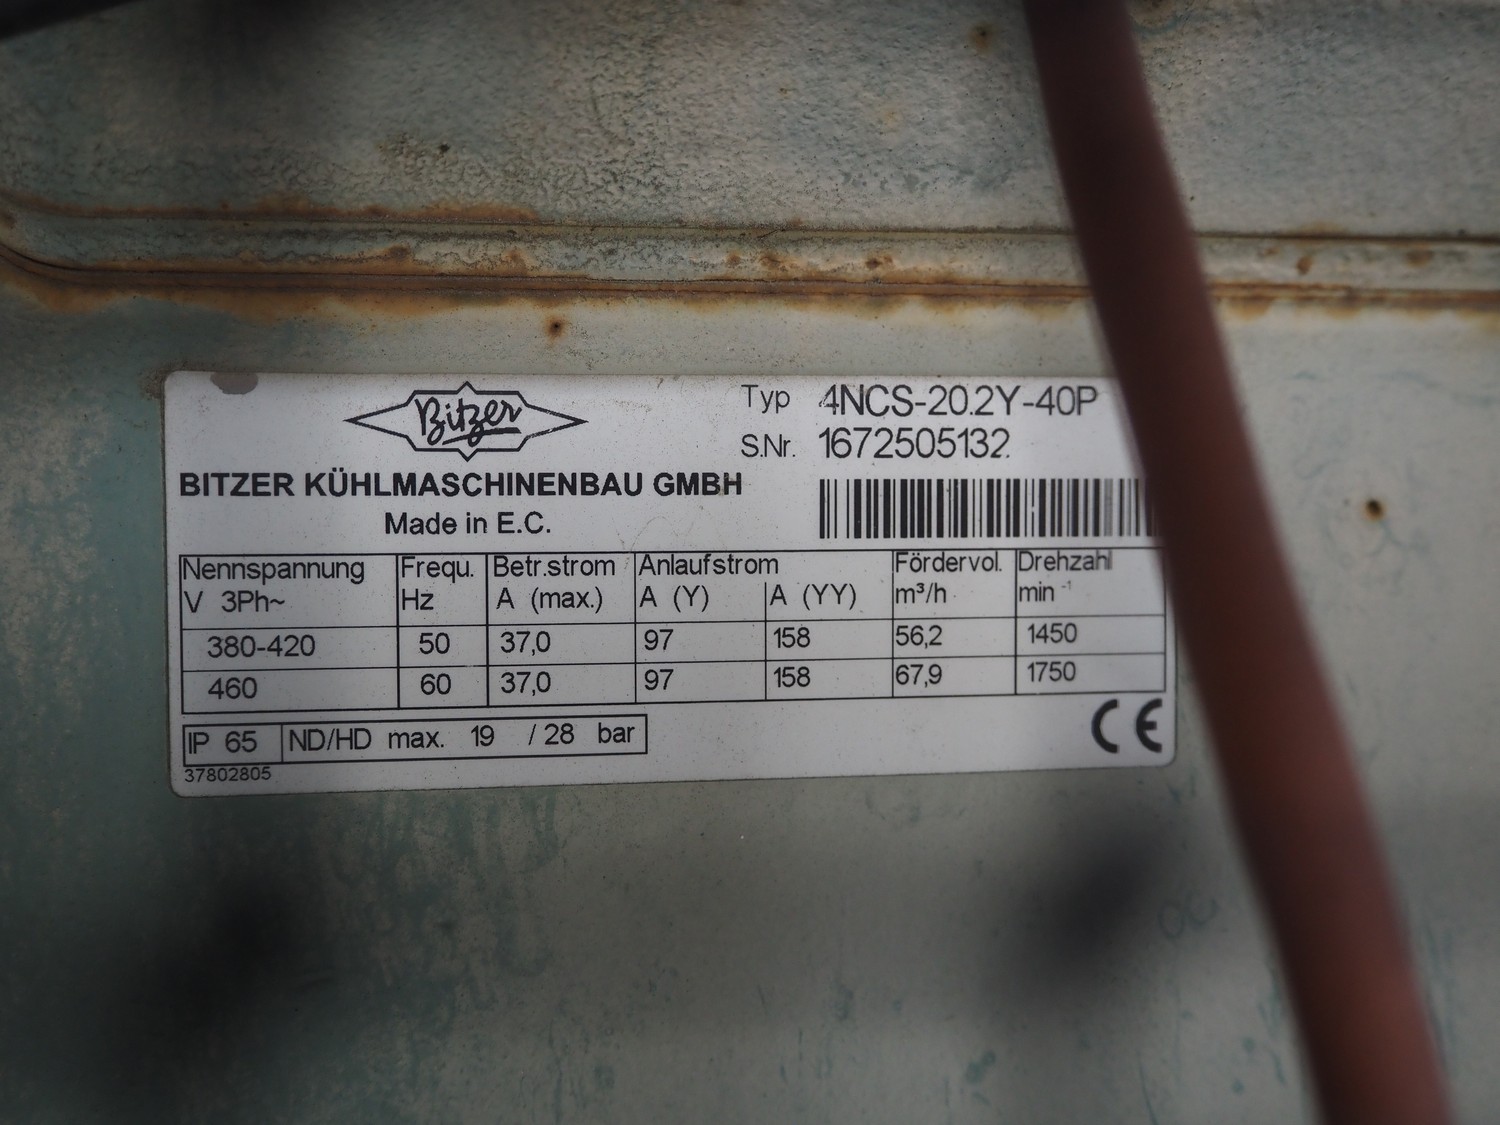 Bitzer
Typ 4NCS-20.2Y-40P
S.Nr. 1672505132
BITZER KÜHLMASCHINENBAU GMBH
Made in E.C.
Nennspannung Frequ. Betr.strom Anlaufstrom Fördervol. Drehzahl
V 3Ph~ Hz A (max.) A (Y) A (YY) m³/h min⁻¹
380-420 50 37,0 97 158 56,2 1450
460 60 37,0 97 158 67,9 1750
IP 65 ND/HD max. 19 / 28 bar
CE
37802805